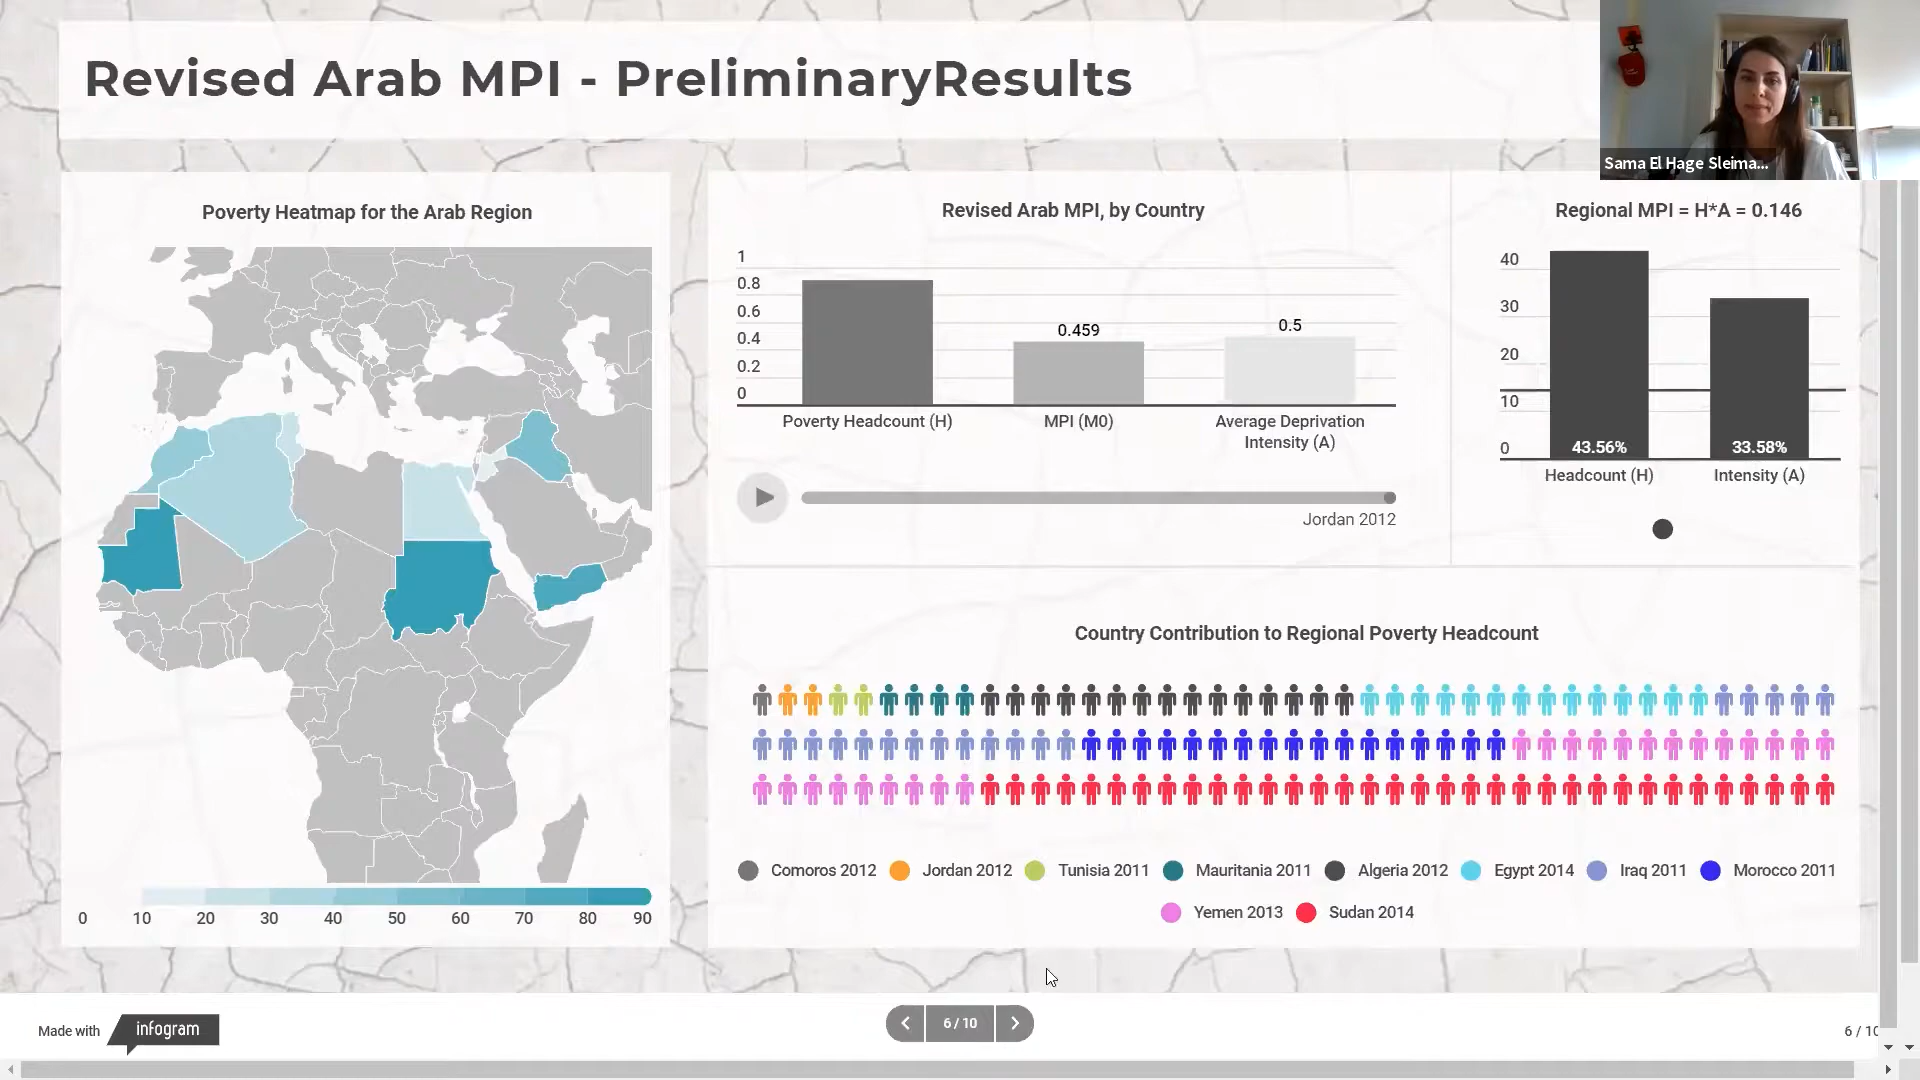 Revised Arab MPI - PreliminaryResults
Sama El Hage Sleima...
Poverty Heatmap for the Arab Region
0 10 20 30 40 50 60 70 80 90
Revised Arab MPI, by Country
1
0.8
0.6
0.4
0.2
0
0.459
0.5
Poverty Headcount (H)
MPI (M0)
Average Deprivation
Intensity (A)
Jordan 2012
Regional MPI = H*A = 0.146
40
30
20
10
0
43.56%
33.58%
Headcount (H)
Intensity (A)
Country Contribution to Regional Poverty Headcount
Comoros 2012 Jordan 2012 Tunisia 2011 Mauritania 2011 Algeria 2012 Egypt 2014 Iraq 2011 Morocco 2011
Yemen 2013 Sudan 2014
Made with infogram
6 / 10
6 / 10